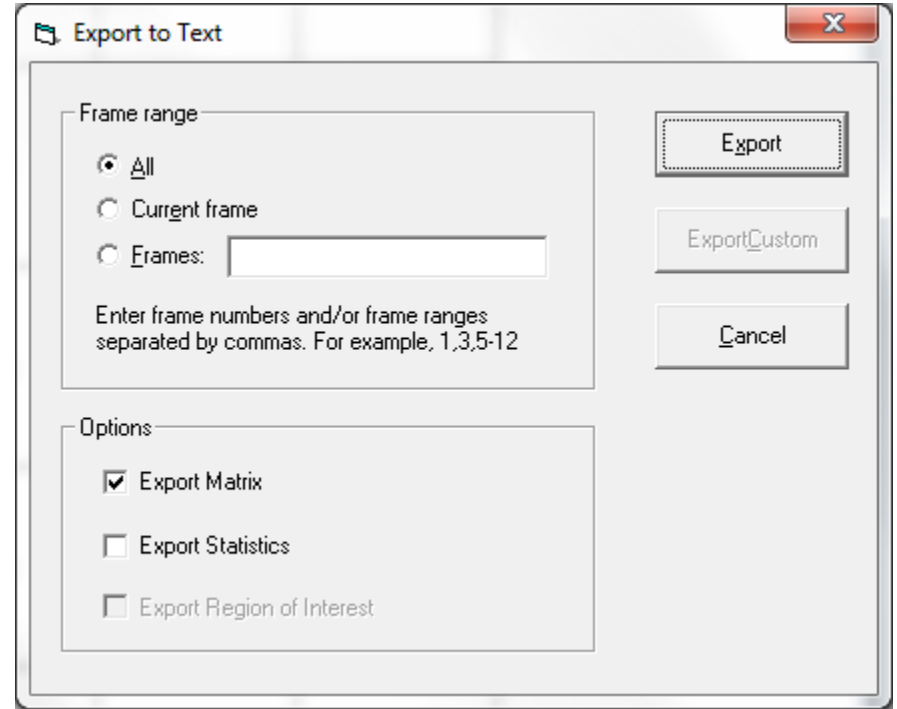 Export to Text
Frame range
All
Current frame
Frames:
Enter frame numbers and/or frame ranges
separated by commas. For example, 1,3,5-12
Export
ExportCustom
Cancel
Options
Export Matrix
Export Statistics
Export Region of Interest